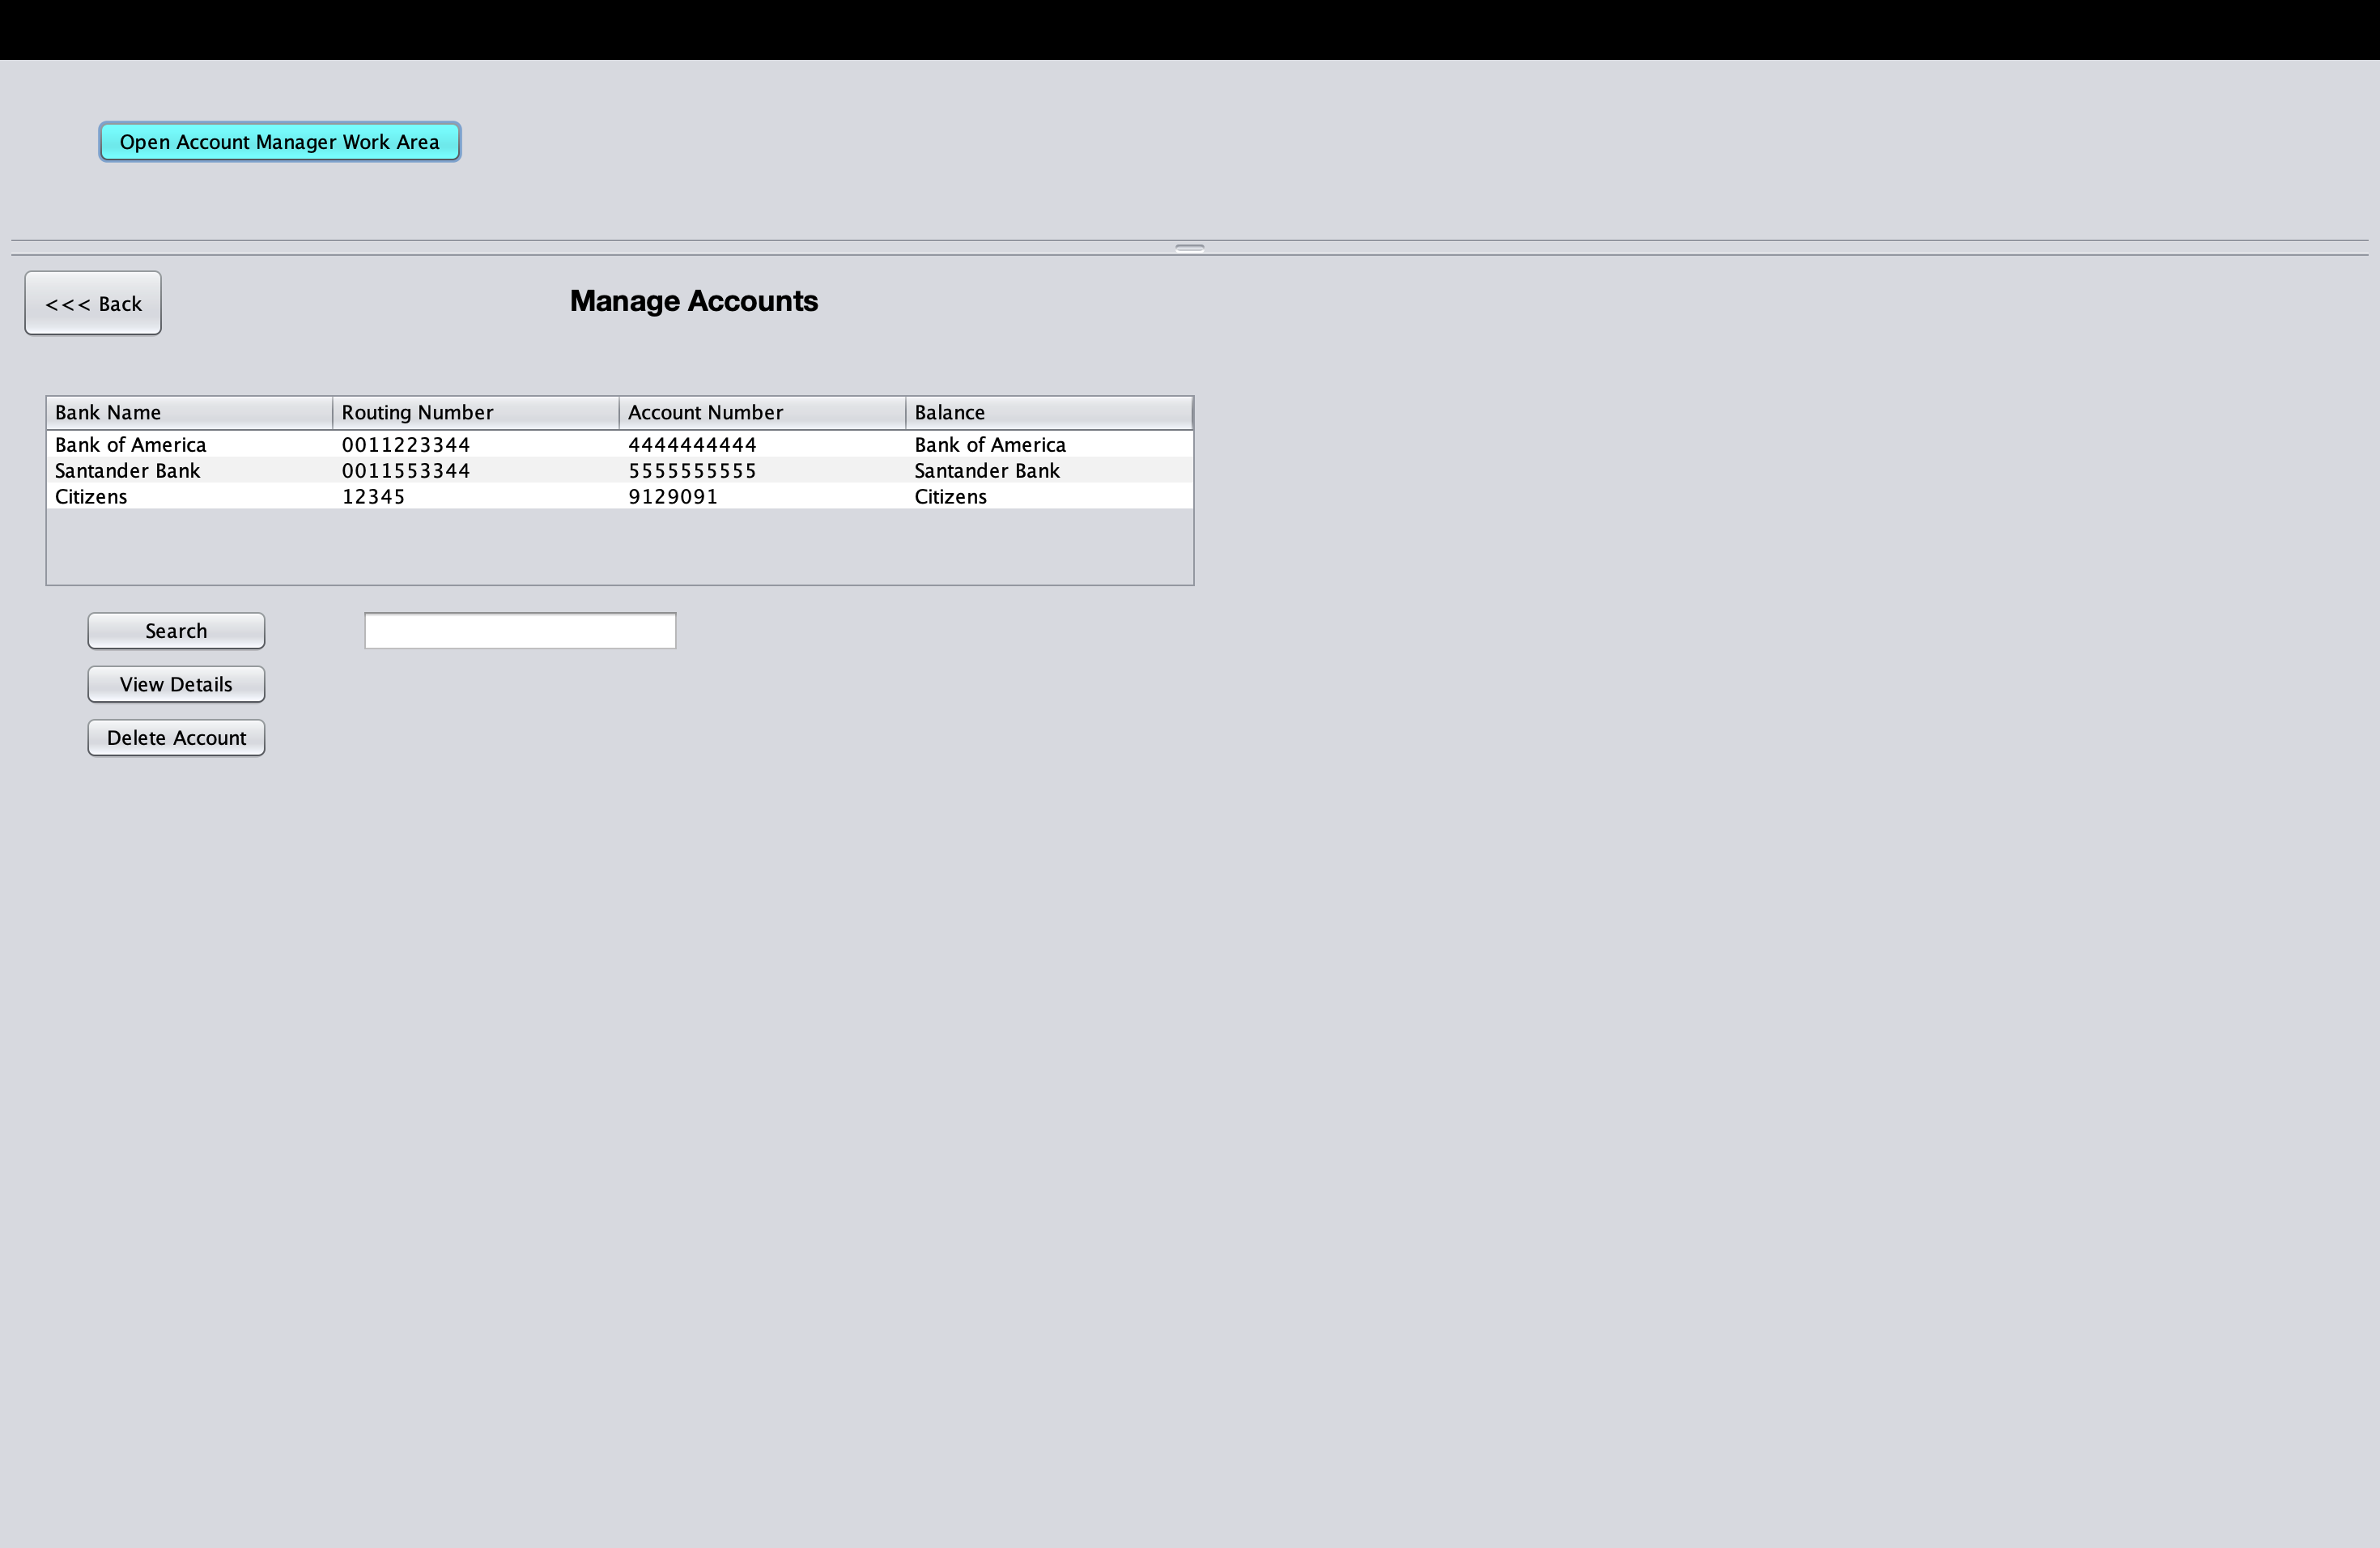 Open Account Manager Work Area
<<< Back
Manage Accounts
Bank Name Routing Number Account Number Balance
Bank of America 0011223344 4444444444 Bank of America
Santander Bank 0011553344 5555555555 Santander Bank
Citizens 12345 9129091 Citizens
Search
View Details
Delete Account